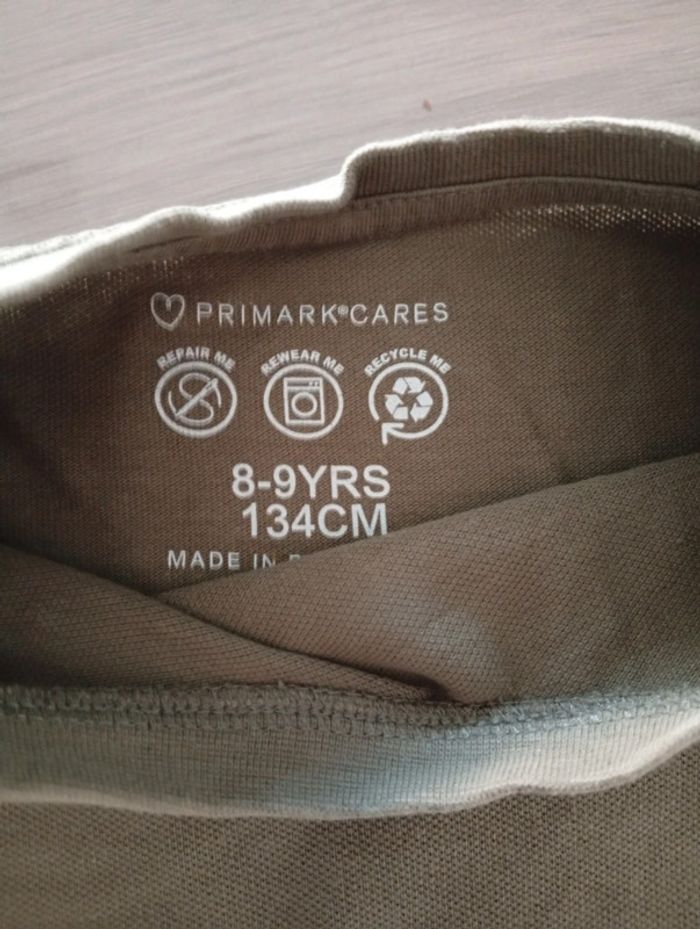 PRIMARK®CARES
REPAIR ME REWEAR ME RECYCLE ME
8-9YRS
134CM
MADE IN